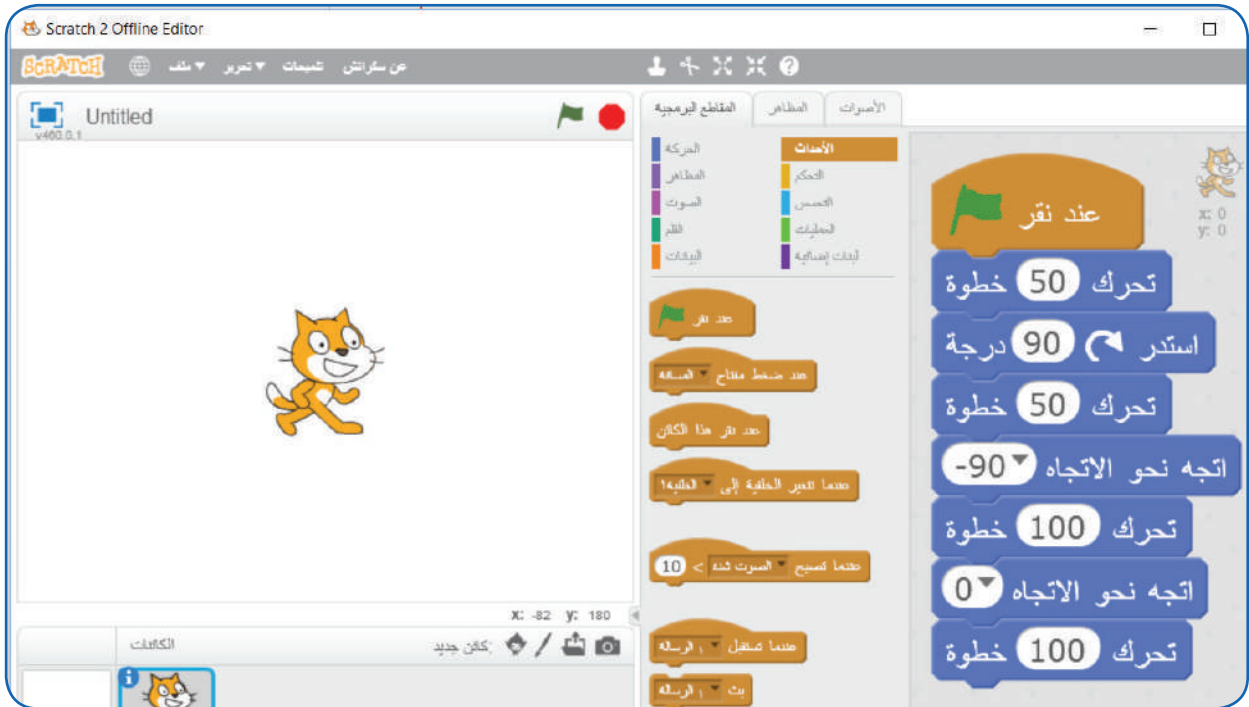 Scratch 2 Offline Editor
SCRATCH
ملف
تحرير
تلميحات
عن سكراتش
Untitled
v460.0.1
المقاطع البرمجية
المظاهر
الأصوات
الحركة
الأحداث
المظاهر
التحكم
الصوت
التحسس
القلم
العمليات
البيانات
لبنات إضافية
عند نقر
عند ضغط مفتاح المسافة
عند نقر هذا الكائن
عندما تتغير الخلفية إلى الخلفية١
عندما تصبح الصوت شدة > 10
عندما تستقبل
بث
عند نقر
تحرك 50 خطوة
استدر 90 درجة
تحرك 50 خطوة
اتجه نحو الاتجاه -90
تحرك 100 خطوة
اتجه نحو الاتجاه 0
تحرك 100 خطوة
x: 0
y: 0
x: -82 y: 180
الكائنات
كائن جديد: